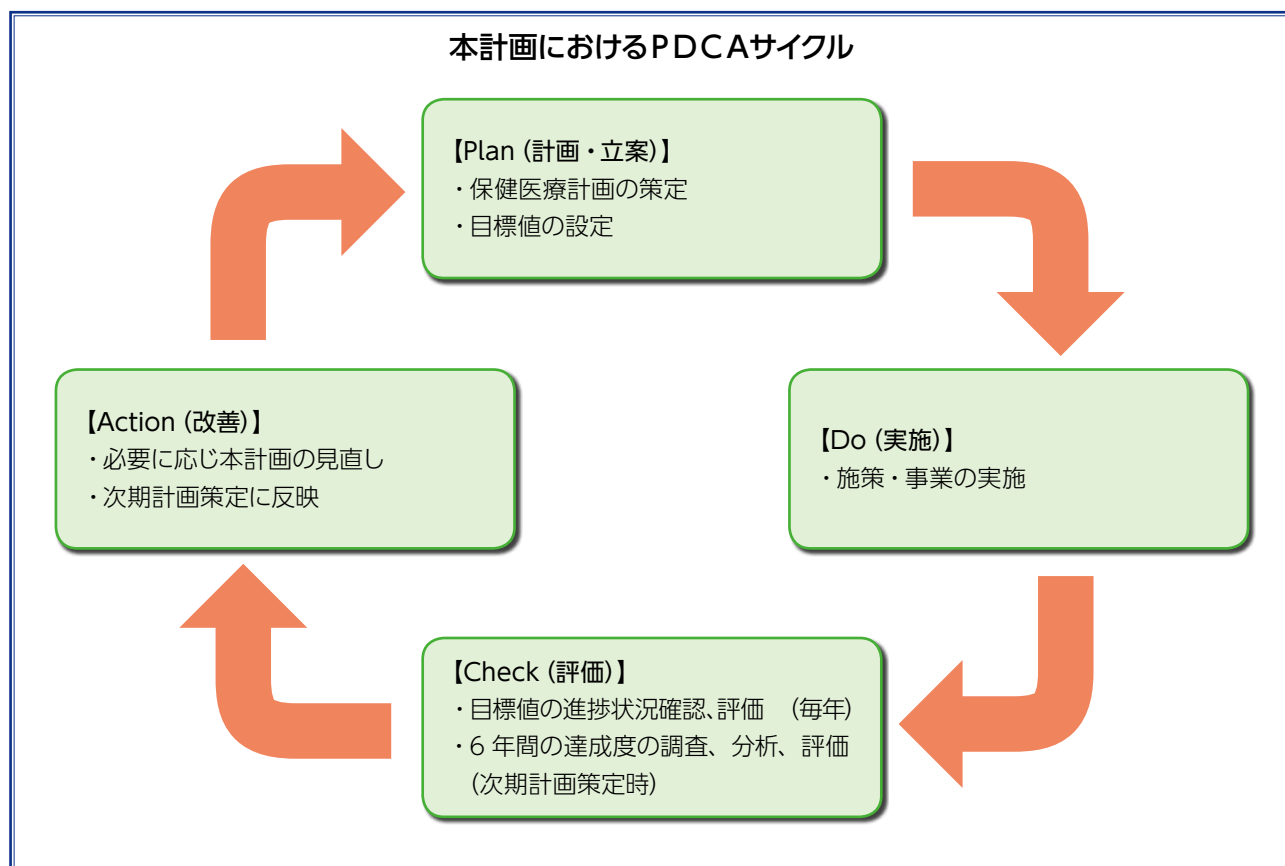 本計画におけるPDCAサイクル
【Plan（計画・立案）】
・保健医療計画の策定
・目標値の設定
【Do（実施）】
・施策・事業の実施
【Check（評価）】
・目標値の進捗状況確認、評価　（毎年）
・6 年間の達成度の調査、分析、評価
（次期計画策定時）
【Action（改善）】
・必要に応じ本計画の見直し
・次期計画策定に反映